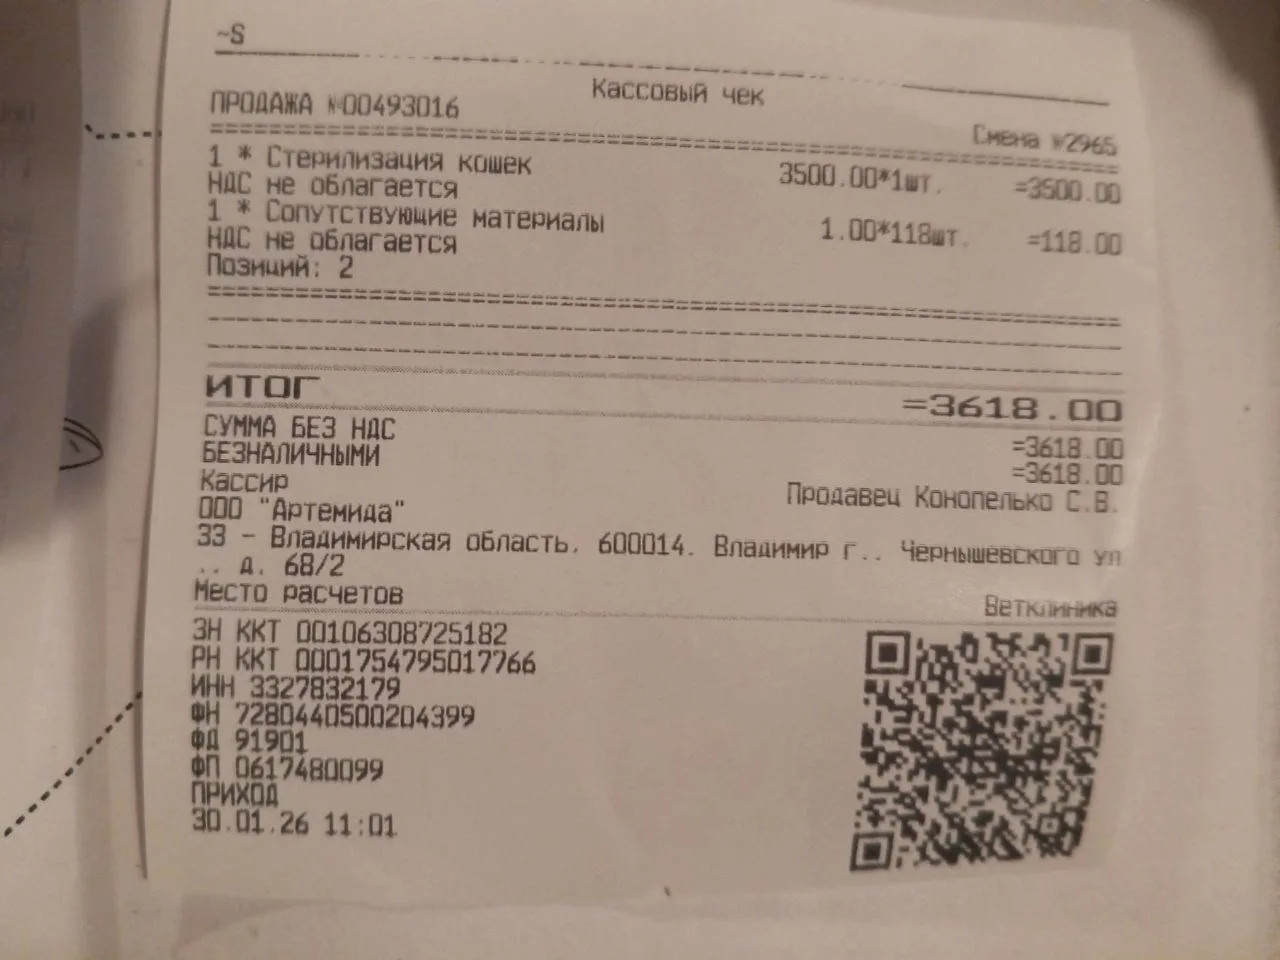 ~S
Кассовый чек
ПРОДАЖА №00493016 Смена №2965
1 * Стерилизация кошек 3500.00*1шт. =3500.00
НДС не облагается
1 * Сопутствующие материалы 1.00*118шт. =118.00
НДС не облагается
Позиций: 2
ИТОГ =3618.00
СУММА БЕЗ НДС =3618.00
БЕЗНАЛИЧНЫМИ =3618.00
Кассир Продавец Конопелько С.В.
ООО "Артемида"
33 - Владимирская область, 600014, Владимир г., Чернышевского ул
., д. 68/2
Место расчетов Ветклиника
ЗН ККТ 00106308725182
РН ККТ 0001754795017766
ИНН 3327832179
ФН 7280440500204399
ФД 91901
ФП 0617480099
ПРИХОД
30.01.26 11:01